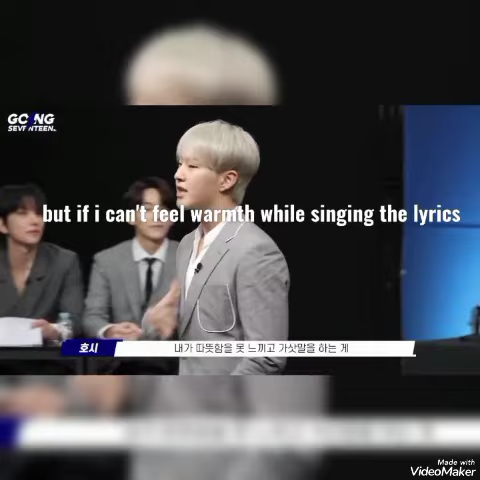 GOING
SEVENTEEN.
but if i can't feel warmth while singing the lyrics
호시
내가 따뜻함을 못 느끼고 가삿말을 하는 게
Made with
VideoMaker